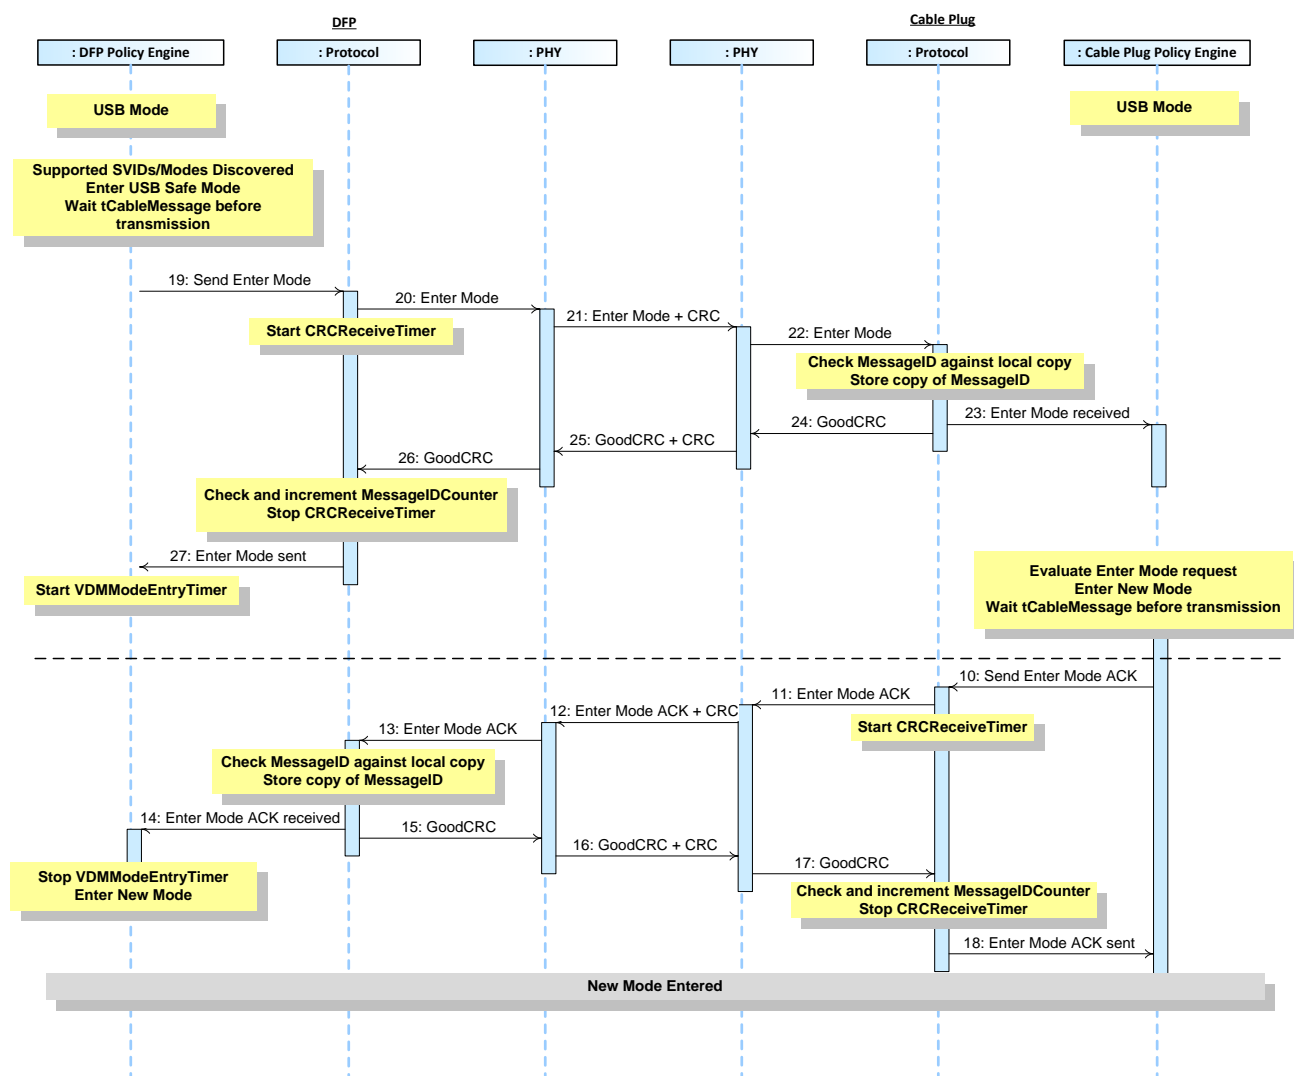 DFP
Cable Plug
: DFP Policy Engine
: Protocol
: PHY
: PHY
: Protocol
: Cable Plug Policy Engine
USB Mode
USB Mode
Supported SVIDs/Modes Discovered
Enter USB Safe Mode
Wait tCableMessage before
transmission
19: Send Enter Mode
20: Enter Mode
21: Enter Mode + CRC
Start CRCReceiveTimer
22: Enter Mode
Check MessageID against local copy
Store copy of MessageID
23: Enter Mode received
24: GoodCRC
25: GoodCRC + CRC
26: GoodCRC
Check and increment MessageIDCounter
Stop CRCReceiveTimer
27: Enter Mode sent
Start VDMModeEntryTimer
Evaluate Enter Mode request
Enter New Mode
Wait tCableMessage before transmission
10: Send Enter Mode ACK
11: Enter Mode ACK
12: Enter Mode ACK + CRC
Start CRCReceiveTimer
13: Enter Mode ACK
Check MessageID against local copy
Store copy of MessageID
14: Enter Mode ACK received
15: GoodCRC
16: GoodCRC + CRC
17: GoodCRC
Stop VDMModeEntryTimer
Enter New Mode
Check and increment MessageIDCounter
Stop CRCReceiveTimer
18: Enter Mode ACK sent
New Mode Entered